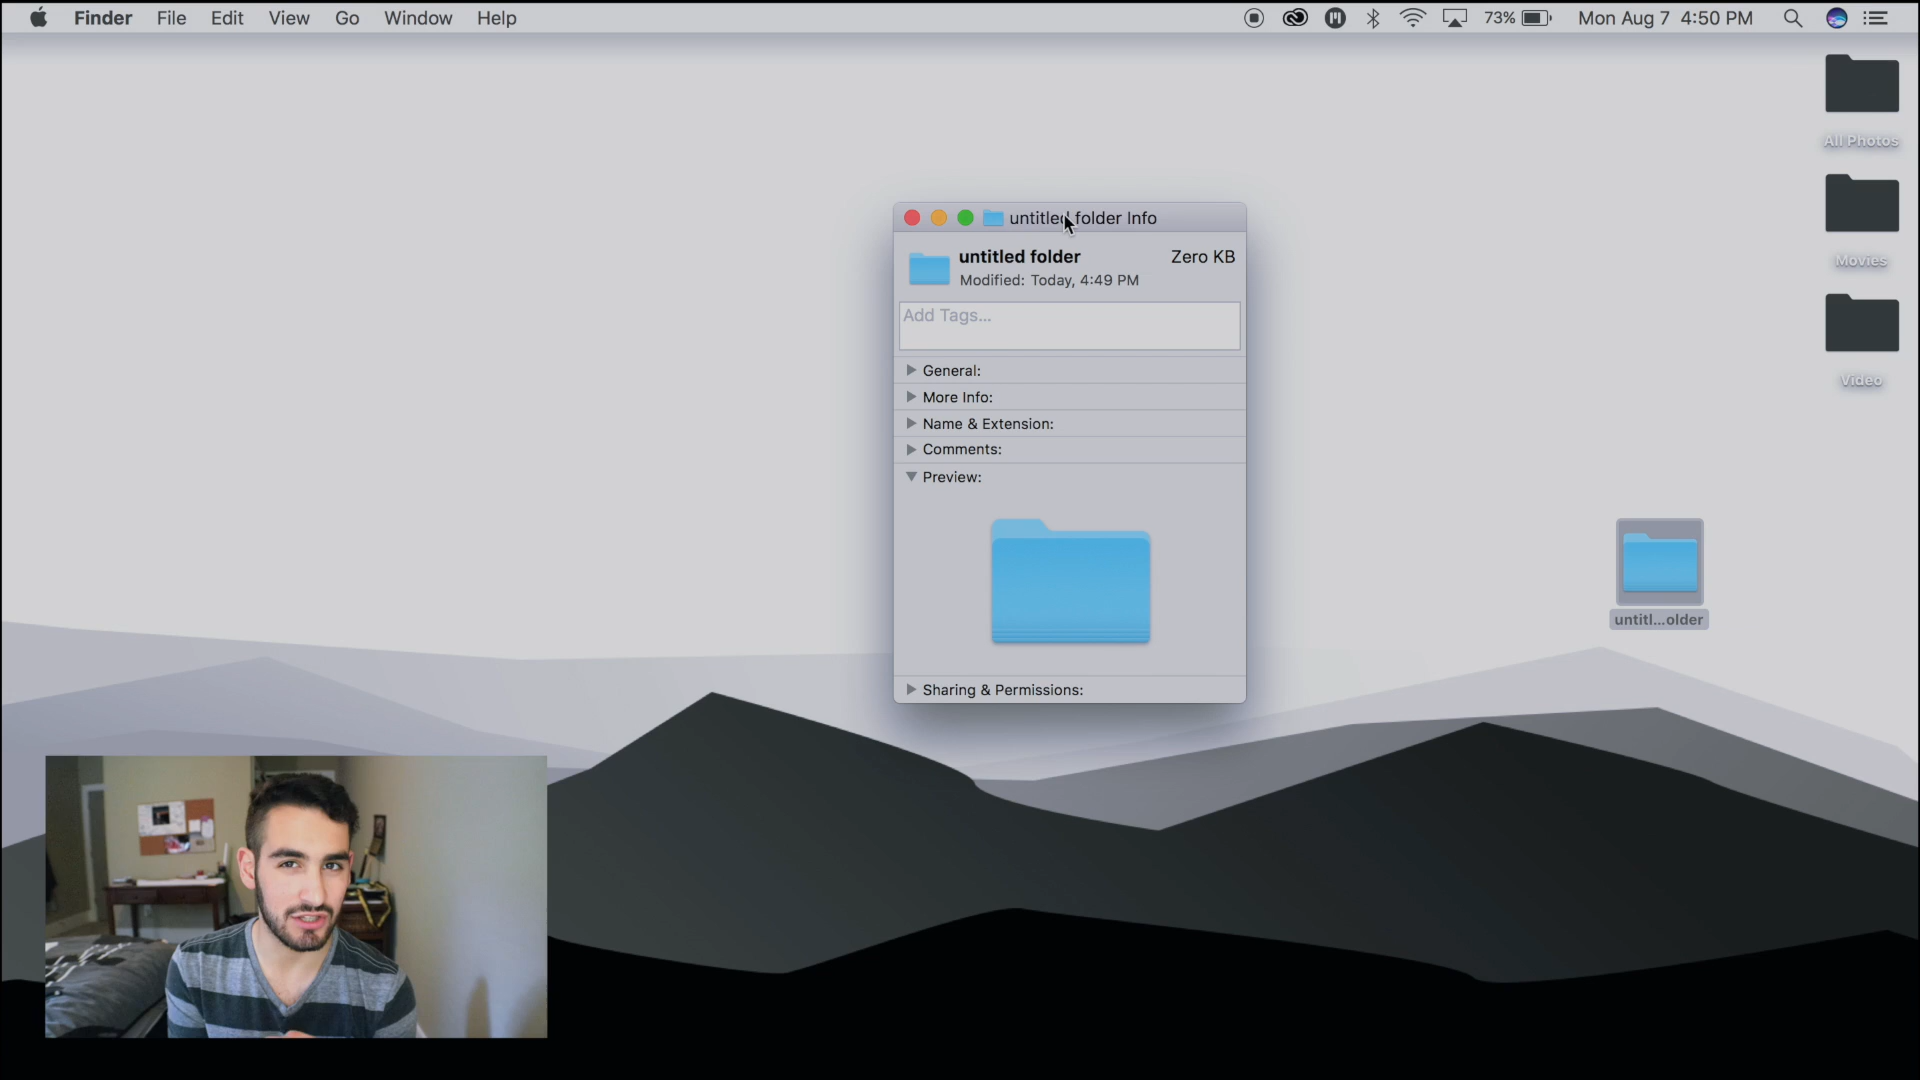 Finder File Edit View Go Window Help 73% Mon Aug 7 4:50 PM
All Photos
Movies
Video
untitled folder Info
untitled folder Zero KB
Modified: Today, 4:49 PM
Add Tags...
General:
More Info:
Name & Extension:
Comments:
Preview:
Sharing & Permissions:
untitl...older